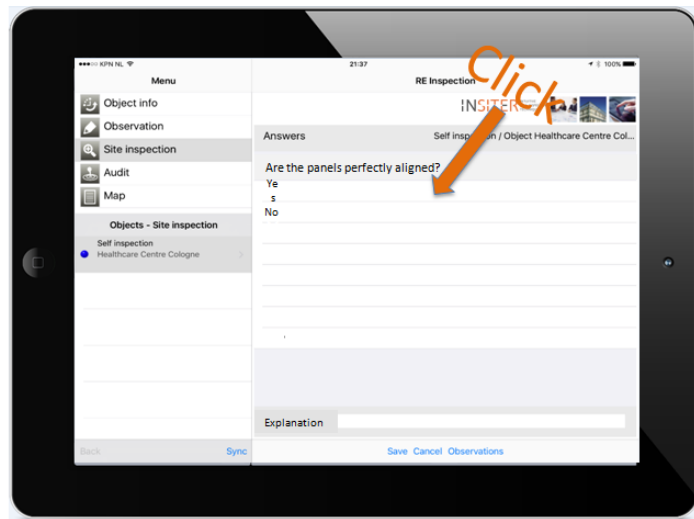 KPN NL
21:37
100%
Menu
RE Inspection
Click
INSITER
Object info
Observation
Site inspection
Audit
Map
Answers
Self inspection / Object Healthcare Centre Col...
Are the panels perfectly aligned?
Ye
s
No
Objects - Site inspection
Self inspection
Healthcare Centre Cologne
Explanation
Back
Sync
Save Cancel Observations